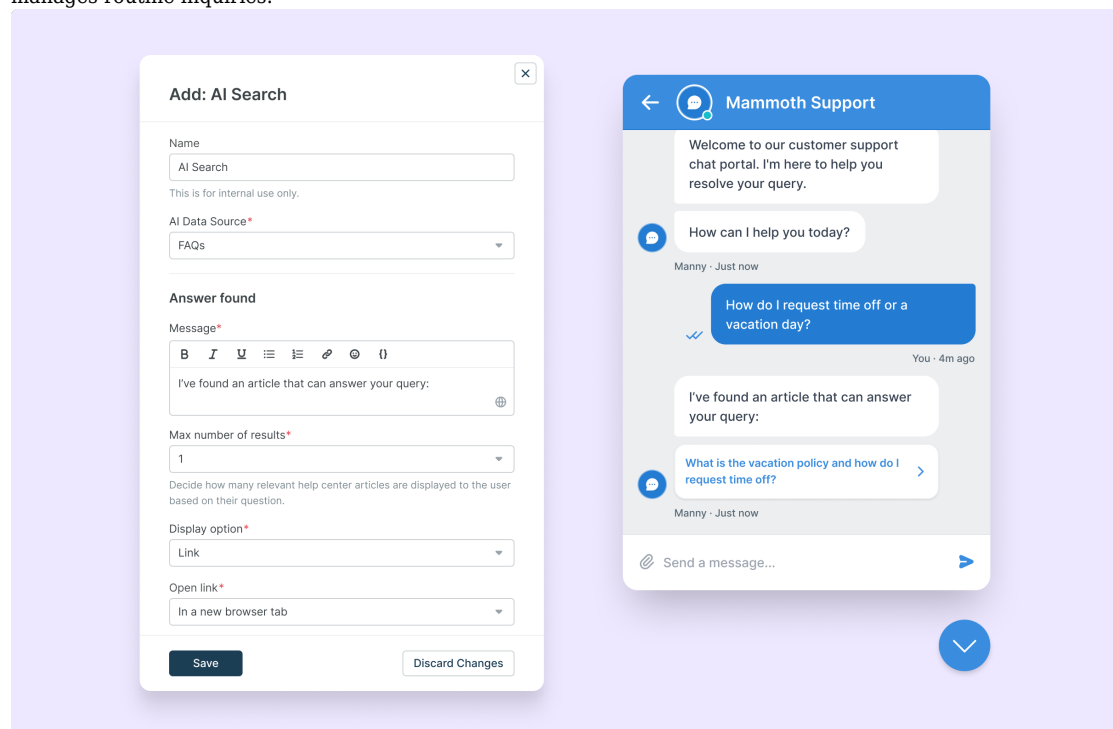 manages routine inquiries.
Add: AI Search
Name
AI Search
This is for internal use only.
AI Data Source*
FAQs
Answer found
Message*
B I U {}
I've found an article that can answer your query:
Max number of results*
1
Decide how many relevant help center articles are displayed to the user
based on their question.
Display option*
Link
Open link*
In a new browser tab
Save
Discard Changes
Mammoth Support
Welcome to our customer support
chat portal. I'm here to help you
resolve your query.
How can I help you today?
Manny · Just now
How do I request time off or a
vacation day?
You · 4m ago
I've found an article that can answer
your query:
What is the vacation policy and how do I
request time off?
Manny · Just now
Send a message...